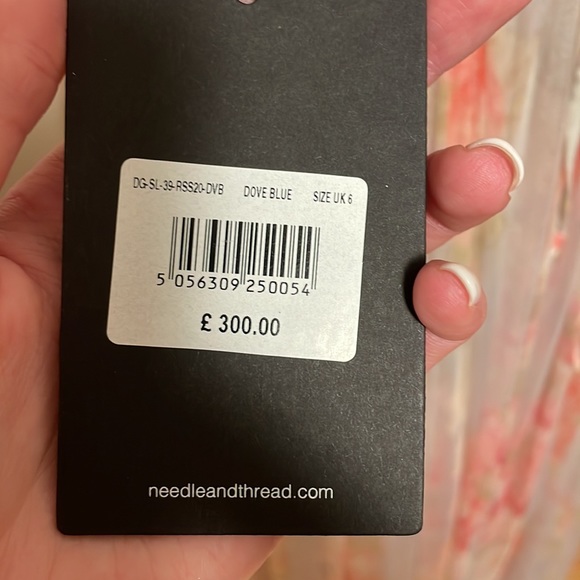 DG-SL-39-RSS20-DVB DOVE BLUE SIZE UK 6
5 056309 250054
£ 300.00
needleandthread.com